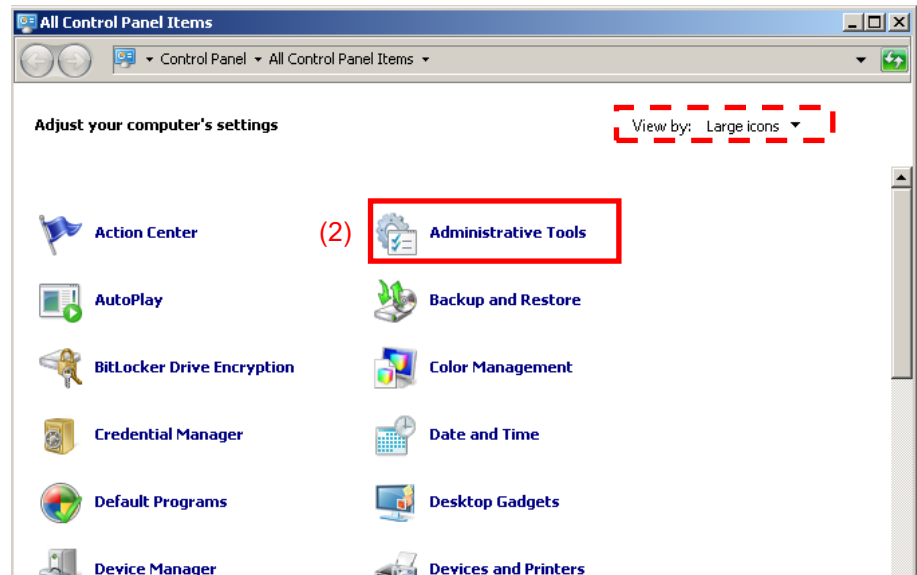 All Control Panel Items
Control Panel All Control Panel Items
Adjust your computer's settings View by: Large icons
Action Center (2) Administrative Tools
AutoPlay Backup and Restore
BitLocker Drive Encryption Color Management
Credential Manager Date and Time
Default Programs Desktop Gadgets
Device Manager Devices and Printers